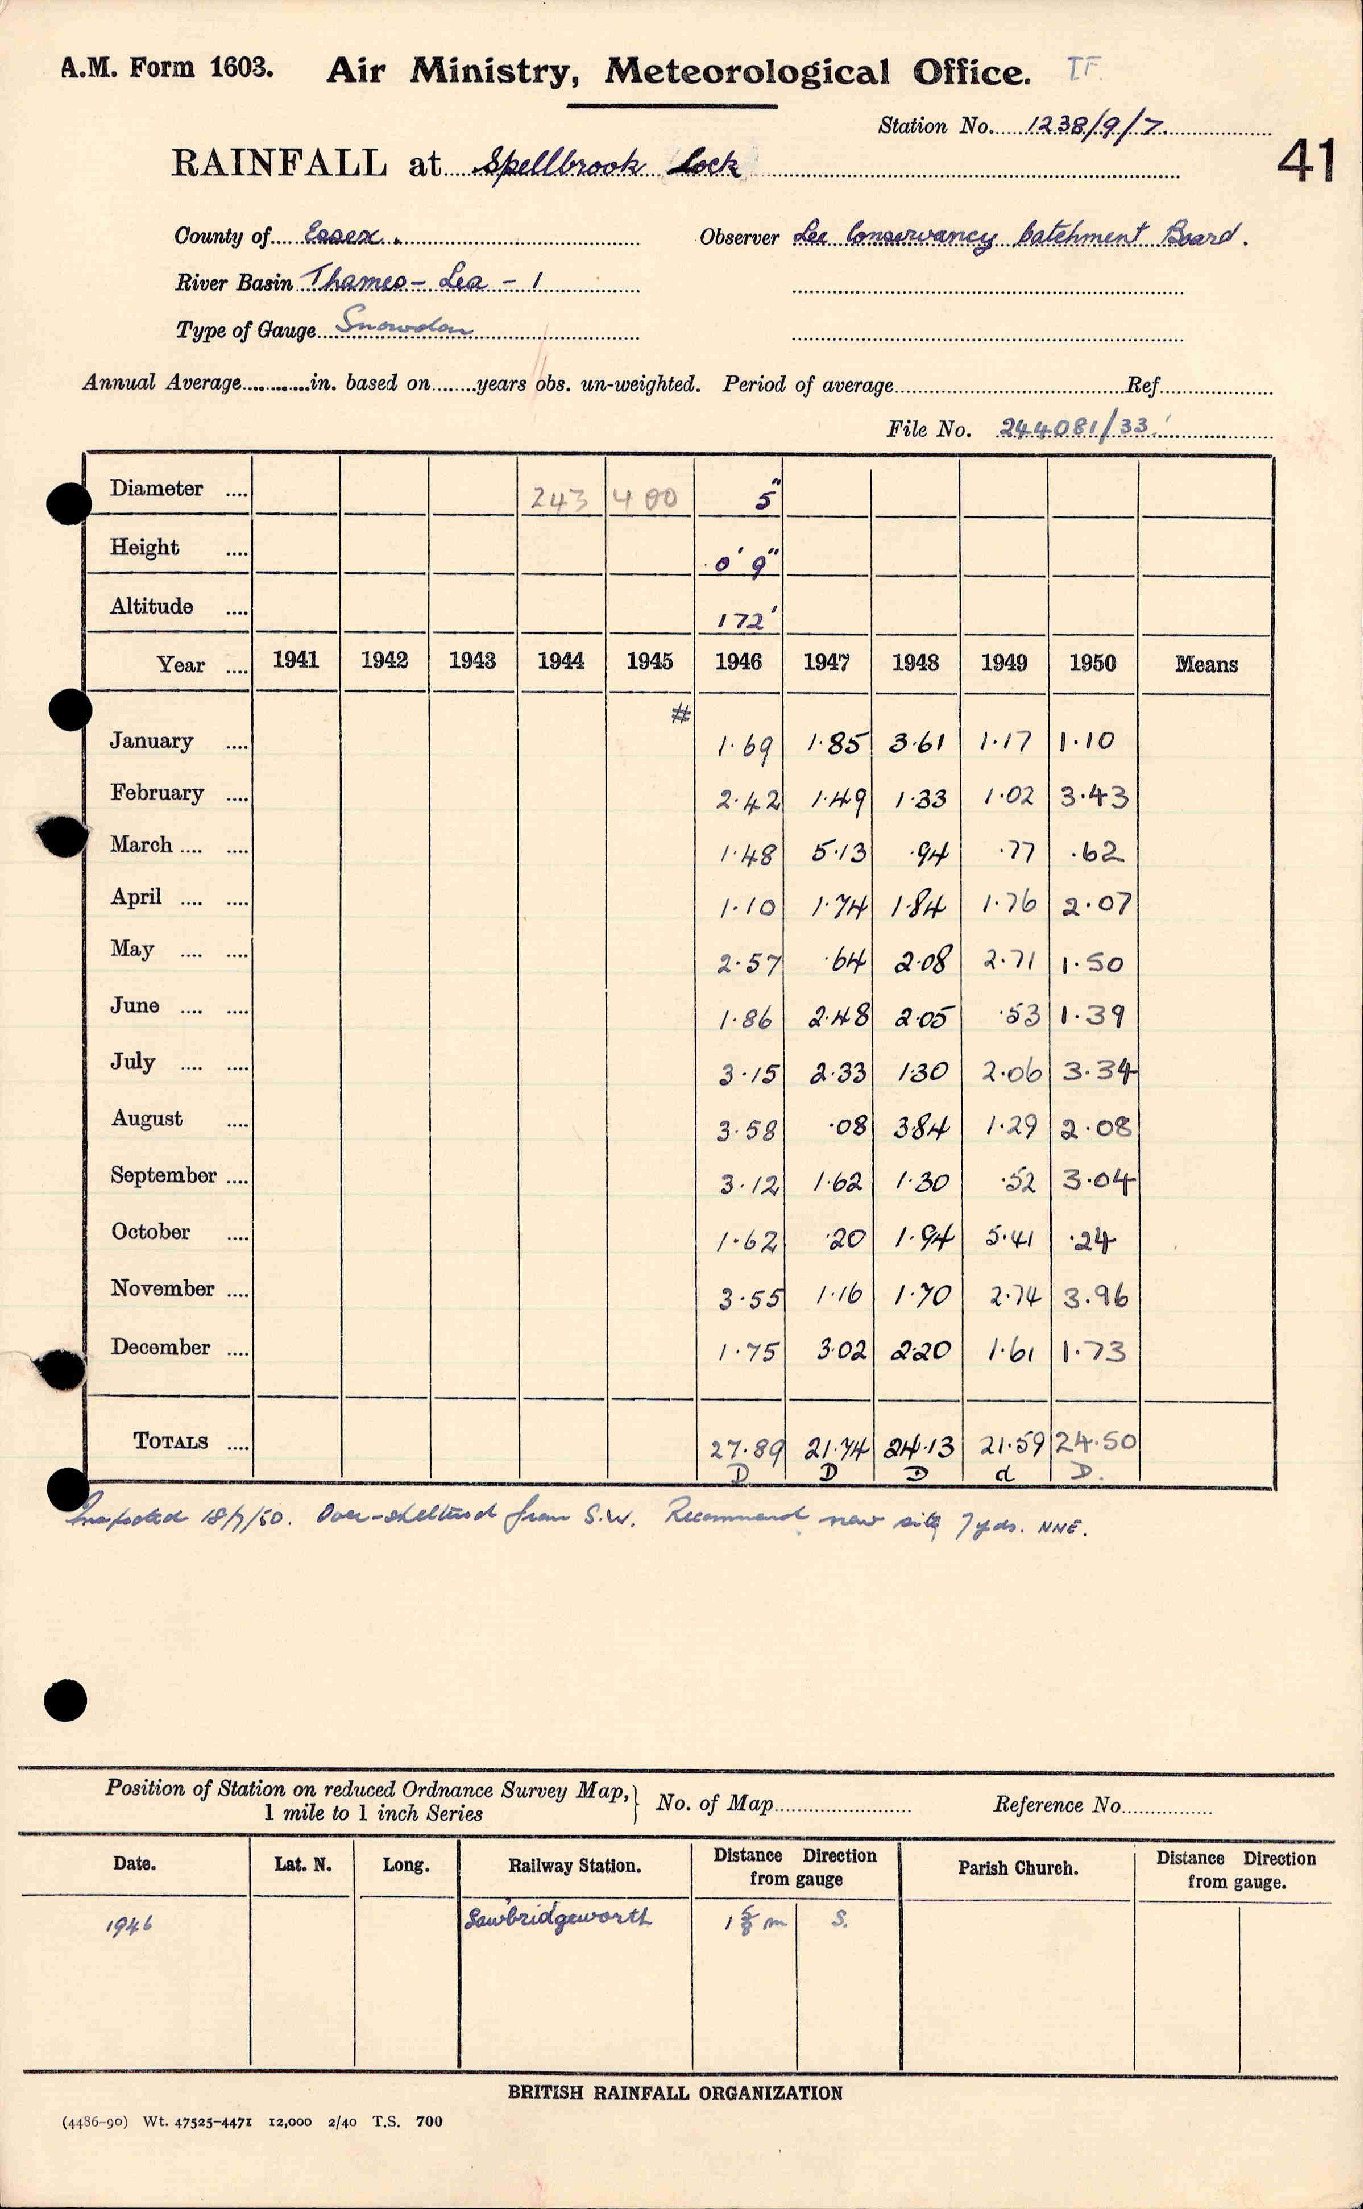 A.M. Form 1603. Air Ministry, Meteorological Office. TF
Station No. 1238/9/7.
41
RAINFALL at Spellbrook Lock
County of Essex. Observer Lee Conservancy Catchment Board.
River Basin Thames - Lea - 1
Type of Gauge Snowdon
Annual Average............in. based on........years obs. un-weighted. Period of average.......... Ref..........
File No. 244081/33.
Diameter .... 243 400 5"
Height .... 0' 9"
Altitude .... 172'
Year .... 1941 1942 1943 1944 1945 1946 1947 1948 1949 1950 Means
#
January .... 1.69 1.85 3.61 1.17 1.10
February .... 2.42 1.49 1.33 1.02 3.43
March .... .... 1.48 5.13 .94 .77 .62
April .... .... 1.10 1.74 1.84 1.76 2.07
May .... .... 2.57 .64 2.08 2.71 1.50
June .... .... 1.86 2.48 2.05 .53 1.39
July .... .... 3.15 2.33 1.30 2.06 3.34
August .... 3.58 .08 3.84 1.29 2.08
September .... 3.12 1.62 1.30 .52 3.04
October .... 1.62 .20 1.94 5.41 .24
November .... 3.55 1.16 1.70 2.74 3.96
December .... 1.75 3.02 2.20 1.61 1.73
TOTALS .... 27.89 21.74 24.13 21.59 24.50
D D D d D.
Inspected 18/7/50. Over-sheltered from S.W. Recommend new site 7 yds. NNE.
Position of Station on reduced Ordnance Survey Map, } No. of Map.......... Reference No..........
1 mile to 1 inch Series
Date. Lat. N. Long. Railway Station. Distance Direction from gauge Parish Church. Distance Direction from gauge.
1946 Sawbridgeworth 1 5/8 m S.
BRITISH RAINFALL ORGANIZATION
(4486-90) Wt. 47525-4471 12,000 2/40 T.S. 700